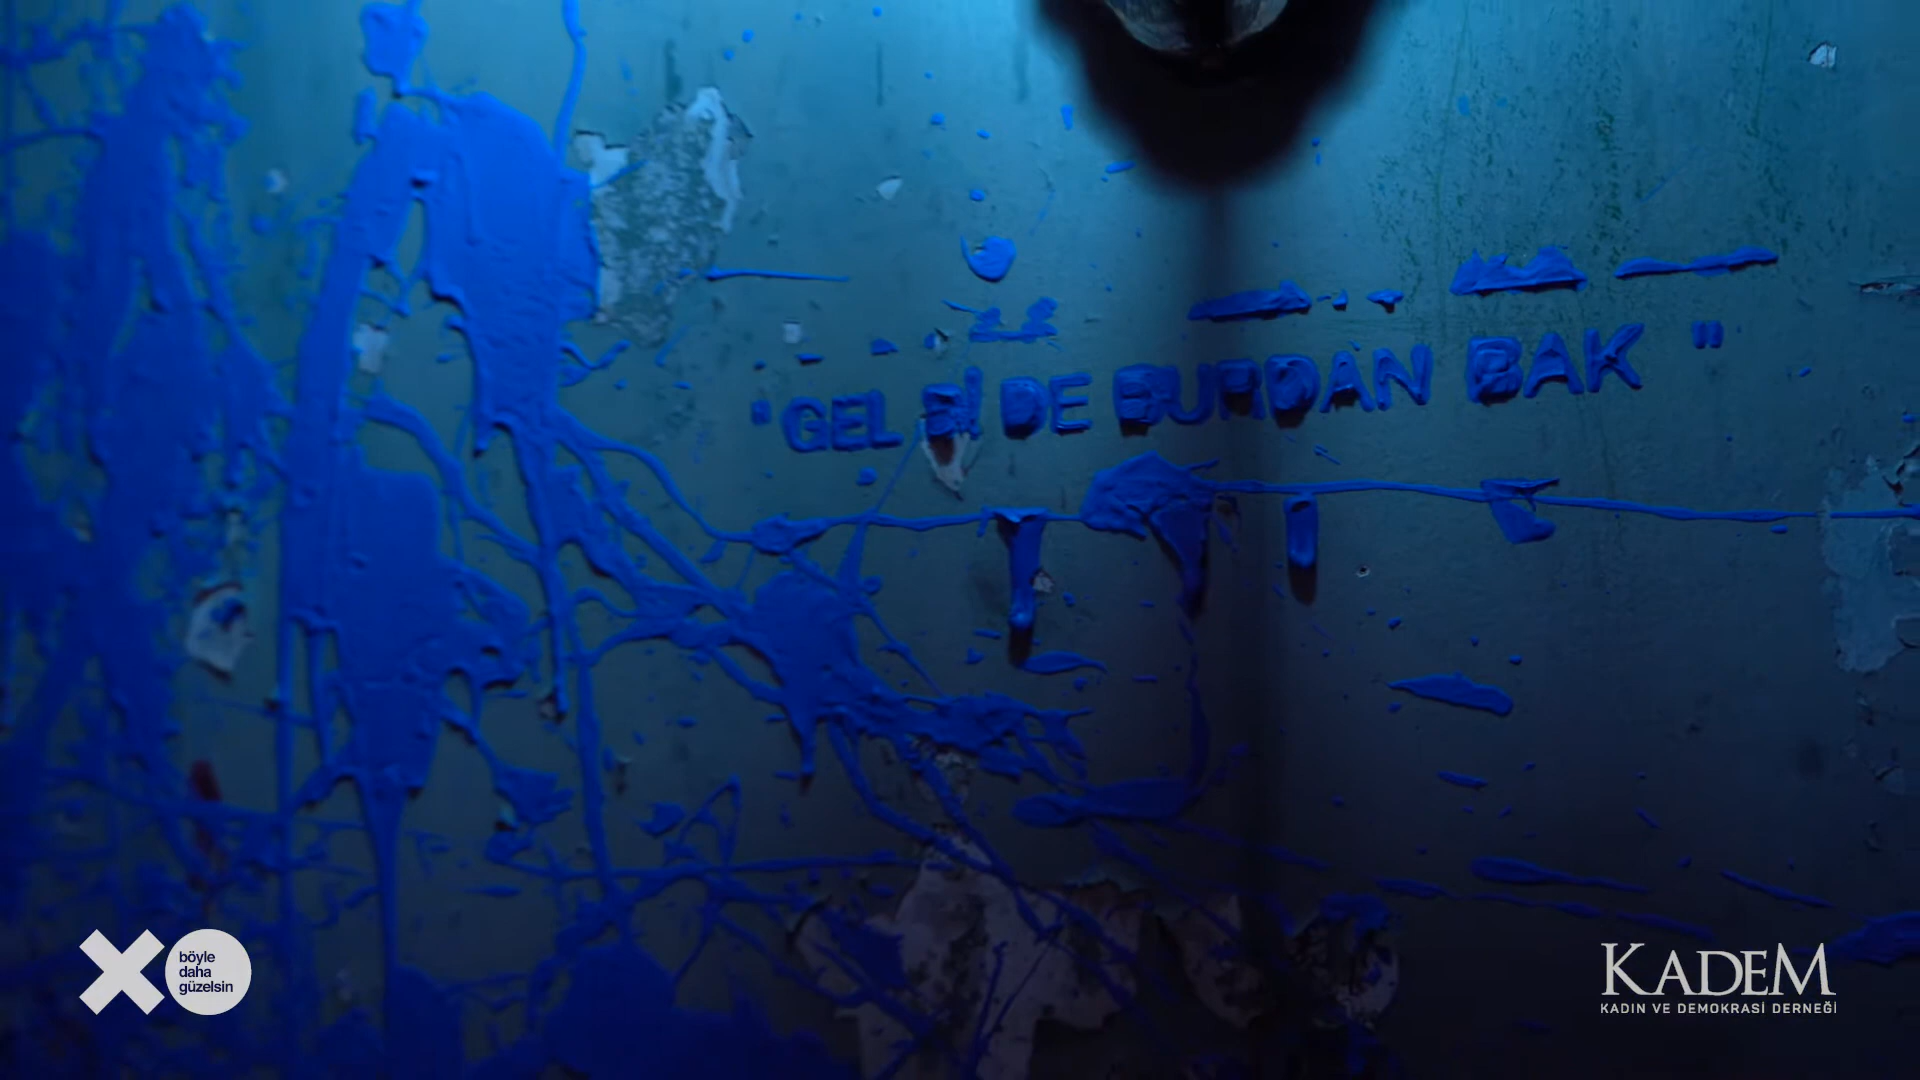 "GEL Bİ DE BURDAN BAK "
böyle
daha
güzelsin
KADEM
KADIN VE DEMOKRASİ DERNEĞİ